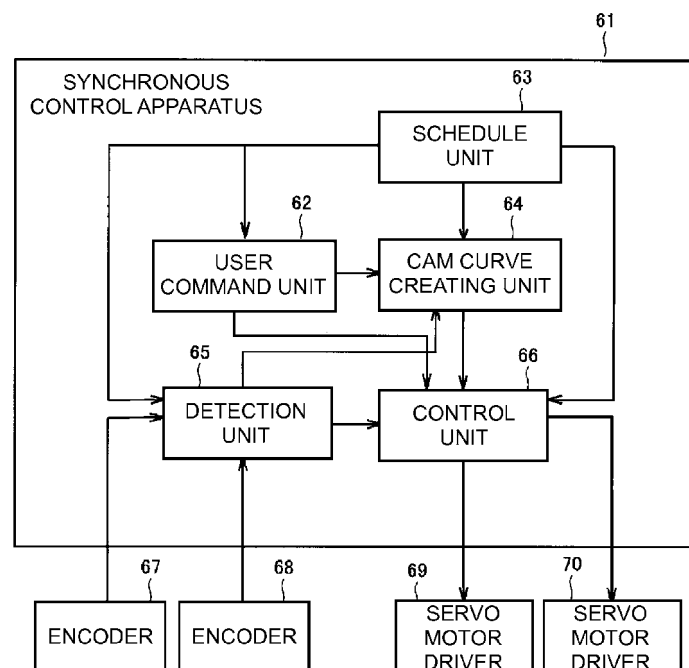 61
SYNCHRONOUS
CONTROL APPARATUS
63
SCHEDULE
UNIT
62
USER
COMMAND UNIT
64
CAM CURVE
CREATING UNIT
65
DETECTION
UNIT
66
CONTROL
UNIT
67
ENCODER
68
ENCODER
69
SERVO
MOTOR
DRIVER
70
SERVO
MOTOR
DRIVER